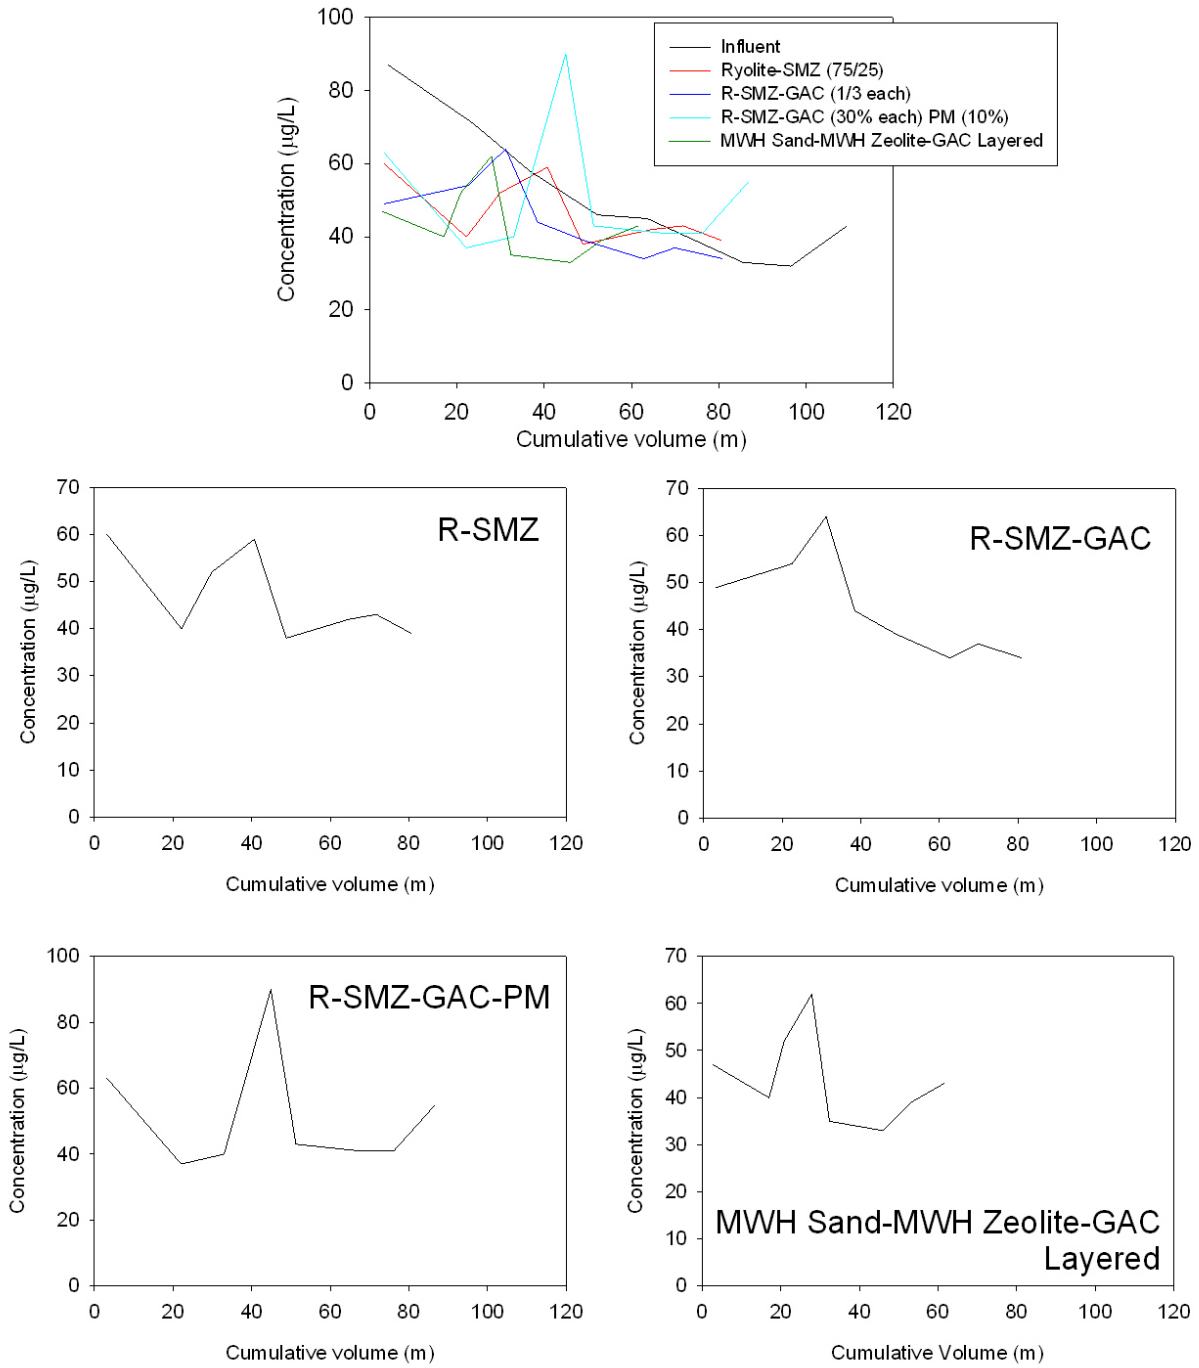 100
80
60
40
20
0
Concentration (μg/L)
0 20 40 60 80 100 120
Cumulative volume (m)
Influent
Ryolite-SMZ (75/25)
R-SMZ-GAC (1/3 each)
R-SMZ-GAC (30% each) PM (10%)
MWH Sand-MWH Zeolite-GAC Layered
70
60
50
40
30
20
10
0
Concentration (μg/L)
R-SMZ
0 20 40 60 80 100 120
Cumulative volume (m)
70
60
50
40
30
20
10
0
Concentration (μg/L)
R-SMZ-GAC
0 20 40 60 80 100 120
Cumulative volume (m)
100
80
60
40
20
0
Concentration (μg/L)
R-SMZ-GAC-PM
0 20 40 60 80 100 120
Cumulative volume (m)
70
60
50
40
30
20
10
0
Concentration (μg/L)
MWH Sand-MWH Zeolite-GAC
Layered
0 20 40 60 80 100 120
Cumulative Volume (m)